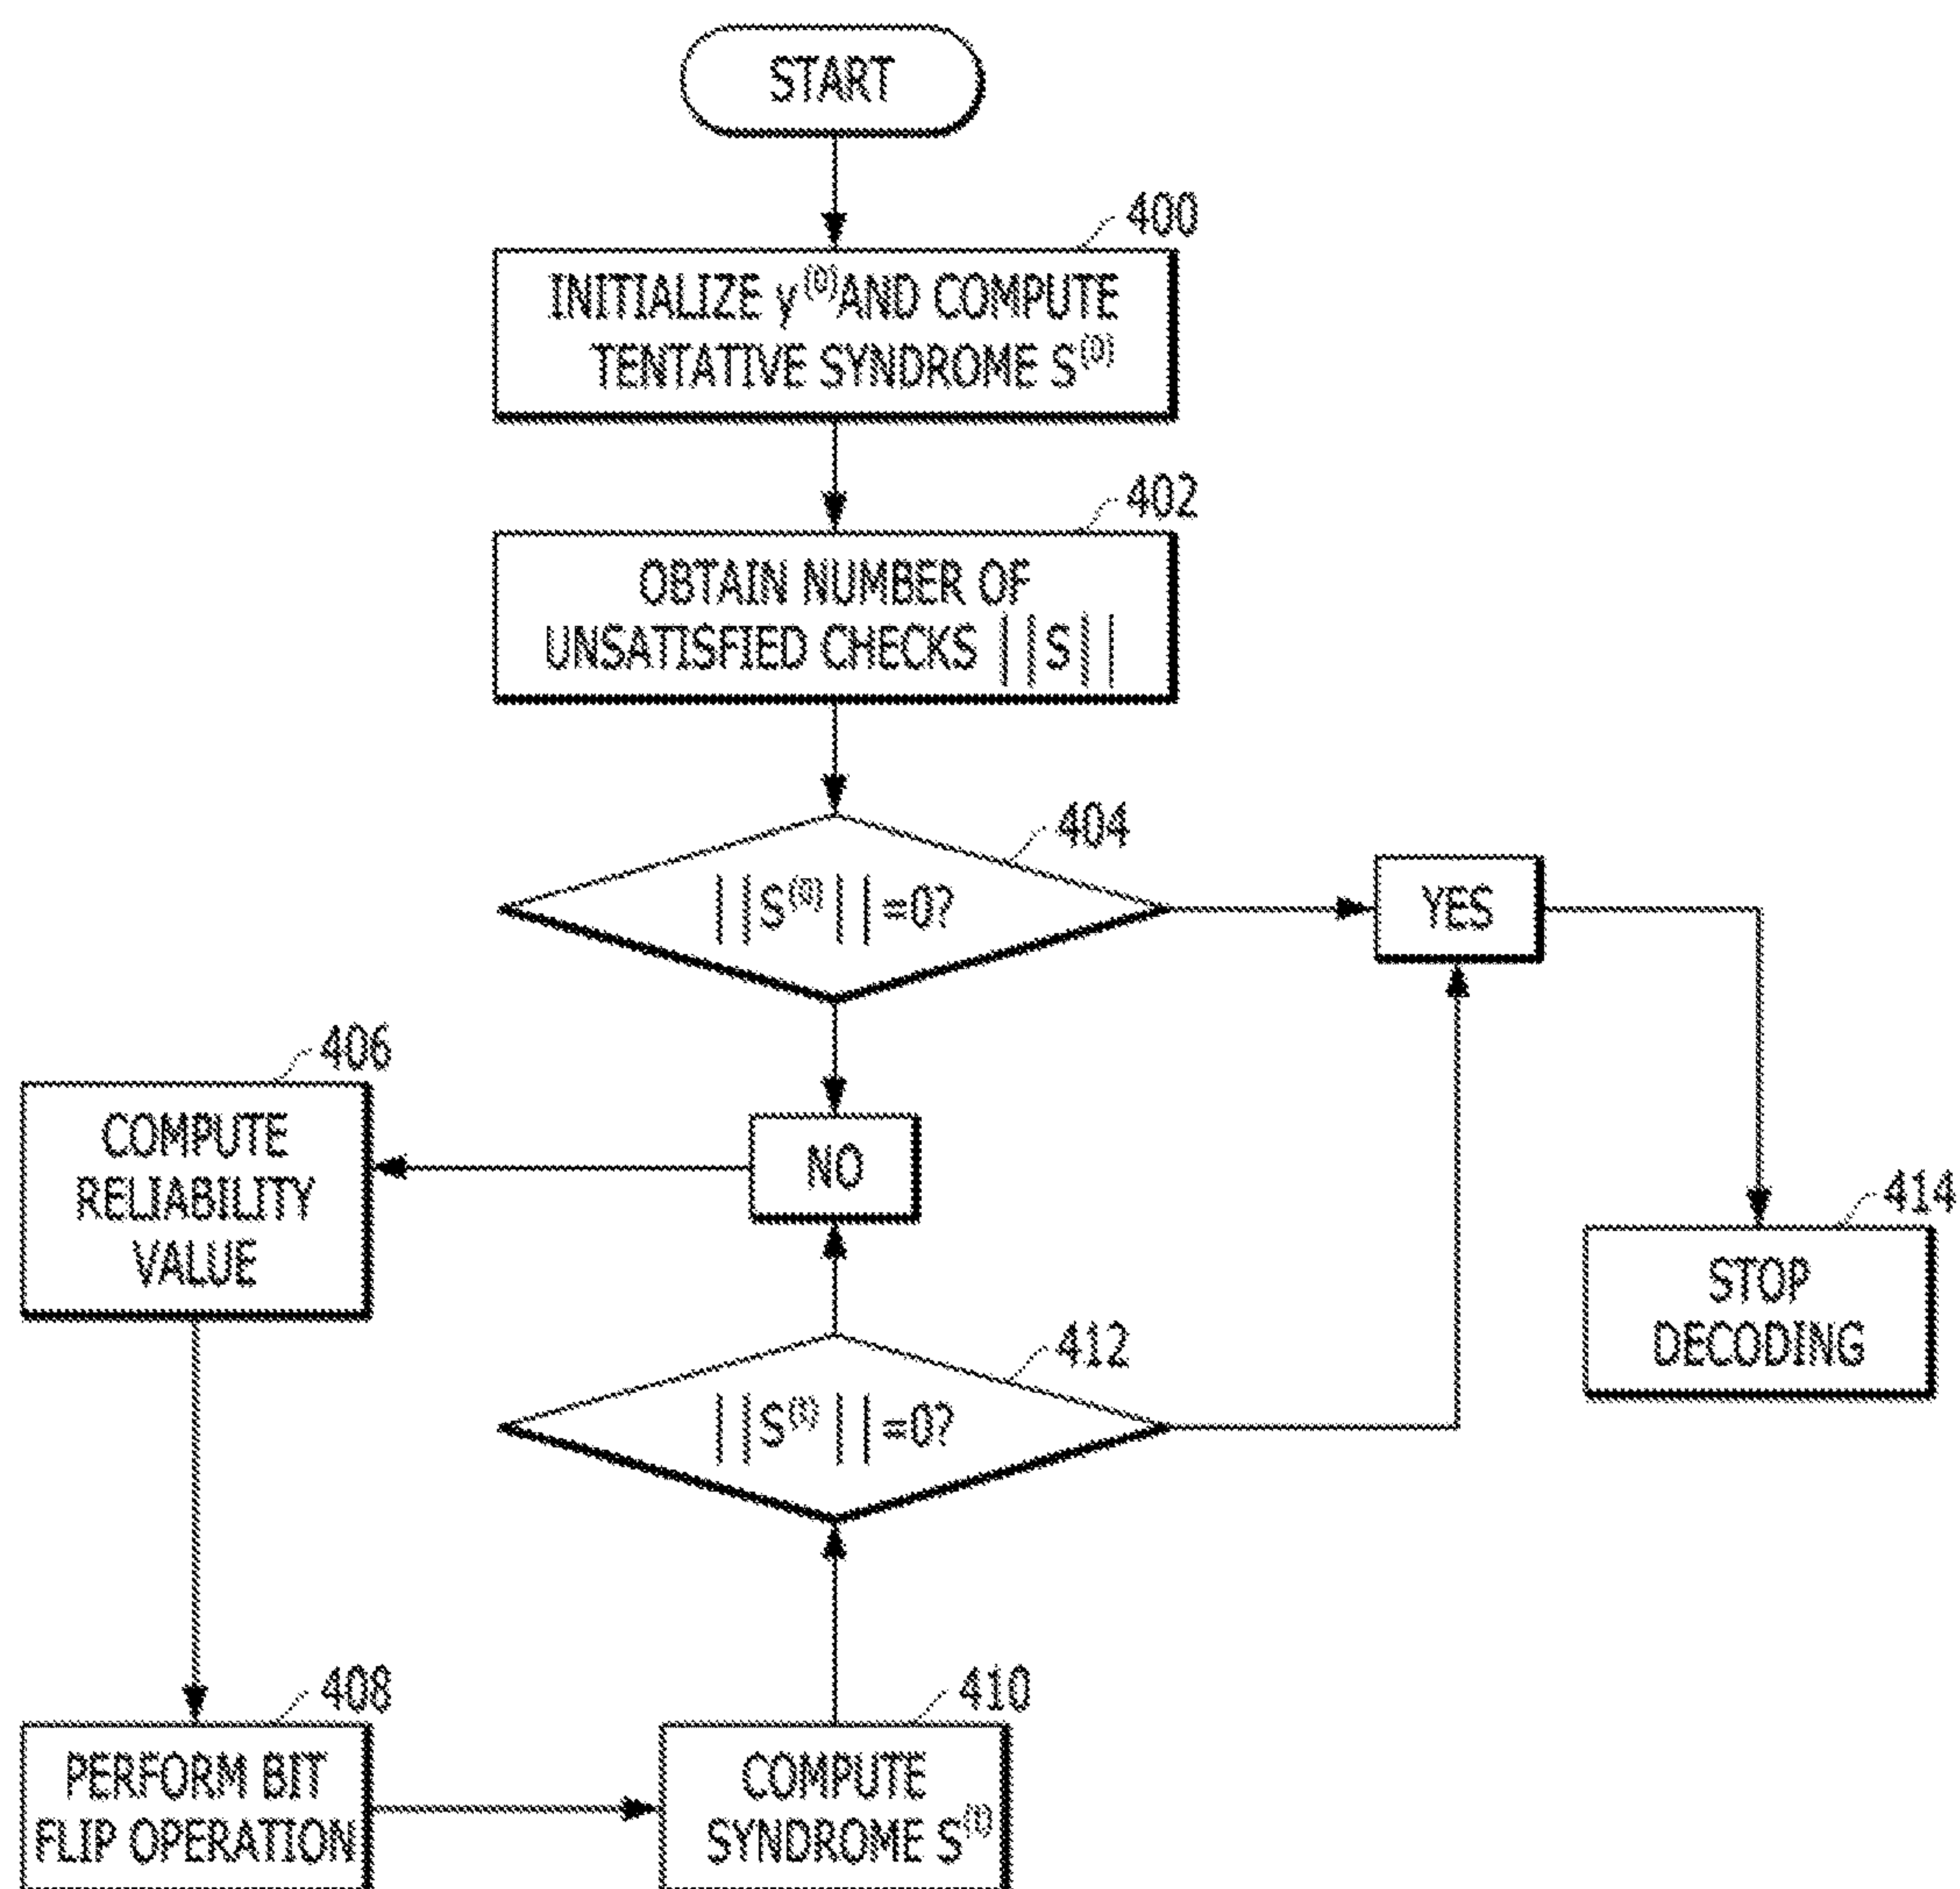 START
400
INITIALIZE y^(0) AND COMPUTE
TENTATIVE SYNDROME S^(0)
402
OBTAIN NUMBER OF
UNSATISFIED CHECKS ||S||
404
||S^(0)||=0?
YES
406
COMPUTE
RELIABILITY
VALUE
NO
414
STOP
DECODING
412
||S^(t)||=0?
408
PERFORM BIT
FLIP OPERATION
410
COMPUTE
SYNDROME S^(t)